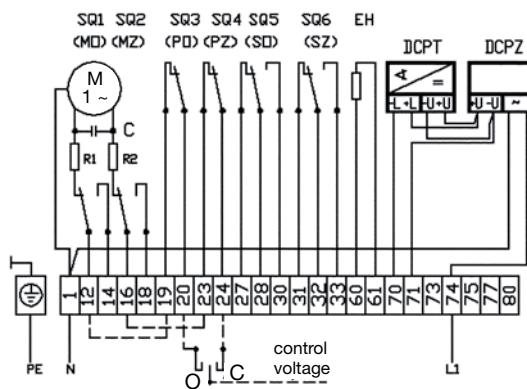 SQ1 SQ2 SQ3 SQ4 SQ5 SQ6 EH
(MO) (MZ) (PO) (PZ) (SO) (SZ)
DCPT DCPZ
M
1 ~
A
=
-L +L -U +U +U -U ~
C
R1 R2
1 12 14 16 18 19 20 23 24 27 28 30 31 32 33 60 61 70 71 73 74 75 77 80
PE N O C control
voltage
L1